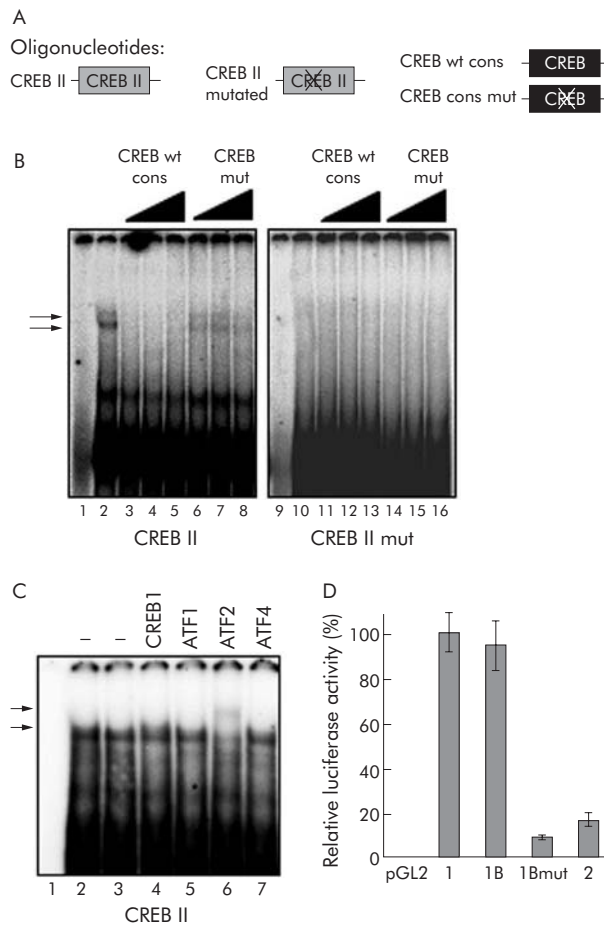 A
Oligonucleotides:
CREB II CREB II
CREB II
mutated
CREB II
CREB wt cons CREB
CREB cons mut CREB
B
CREB wt
cons
CREB
mut
CREB wt
cons
CREB
mut
1 2 3 4 5 6 7 8
9 10 11 12 13 14 15 16
CREB II
CREB II mut
C
– – CREB1 ATF1 ATF2 ATF4
1 2 3 4 5 6 7
CREB II
D
Relative luciferase activity (%)
100
80
60
40
20
0
pGL2 1 1B 1Bmut 2